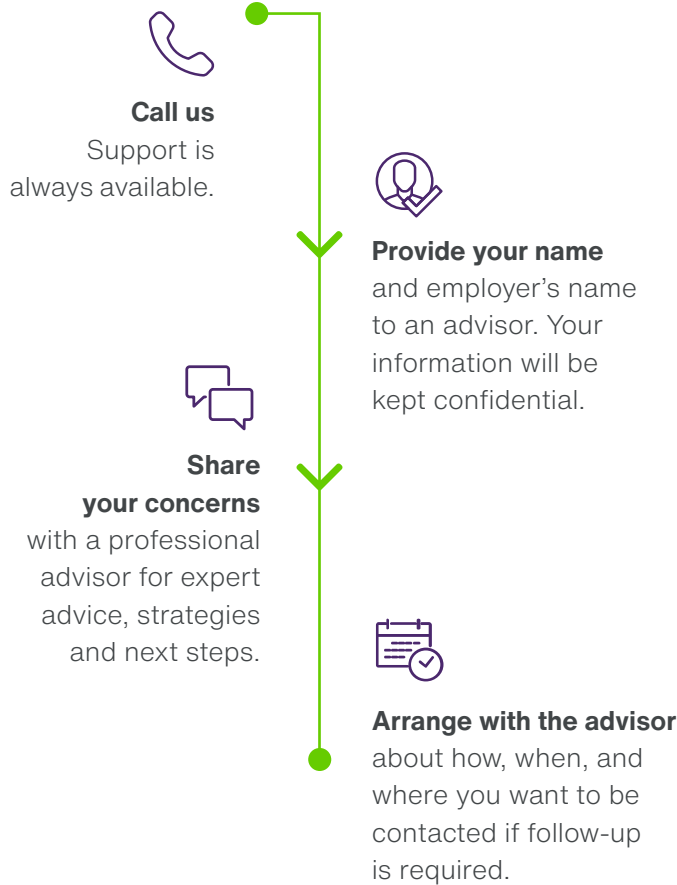 Call us
Support is
always available.
Provide your name
and employer’s name
to an advisor. Your
information will be
kept confidential.
Share
your concerns
with a professional
advisor for expert
advice, strategies
and next steps.
Arrange with the advisor
about how, when, and
where you want to be
contacted if follow-up
is required.